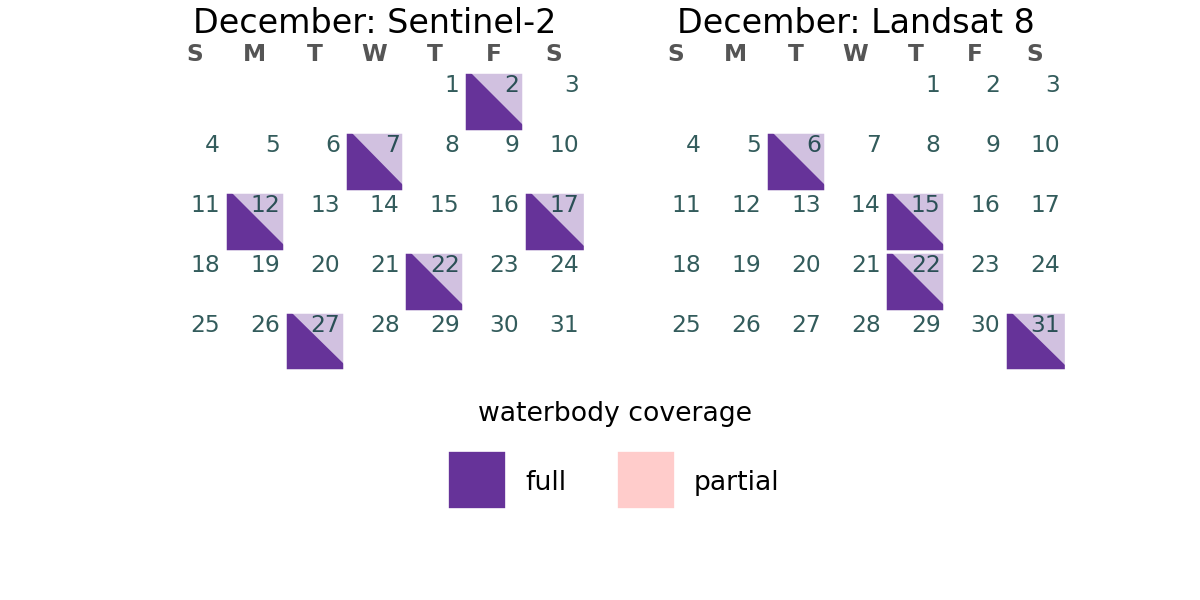 December: Sentinel-2
S M T W T F S
1 2 3
4 5 6 7 8 9 10
11 12 13 14 15 16 17
18 19 20 21 22 23 24
25 26 27 28 29 30 31
December: Landsat 8
S M T W T F S
1 2 3
4 5 6 7 8 9 10
11 12 13 14 15 16 17
18 19 20 21 22 23 24
25 26 27 28 29 30 31
waterbody coverage
full
partial